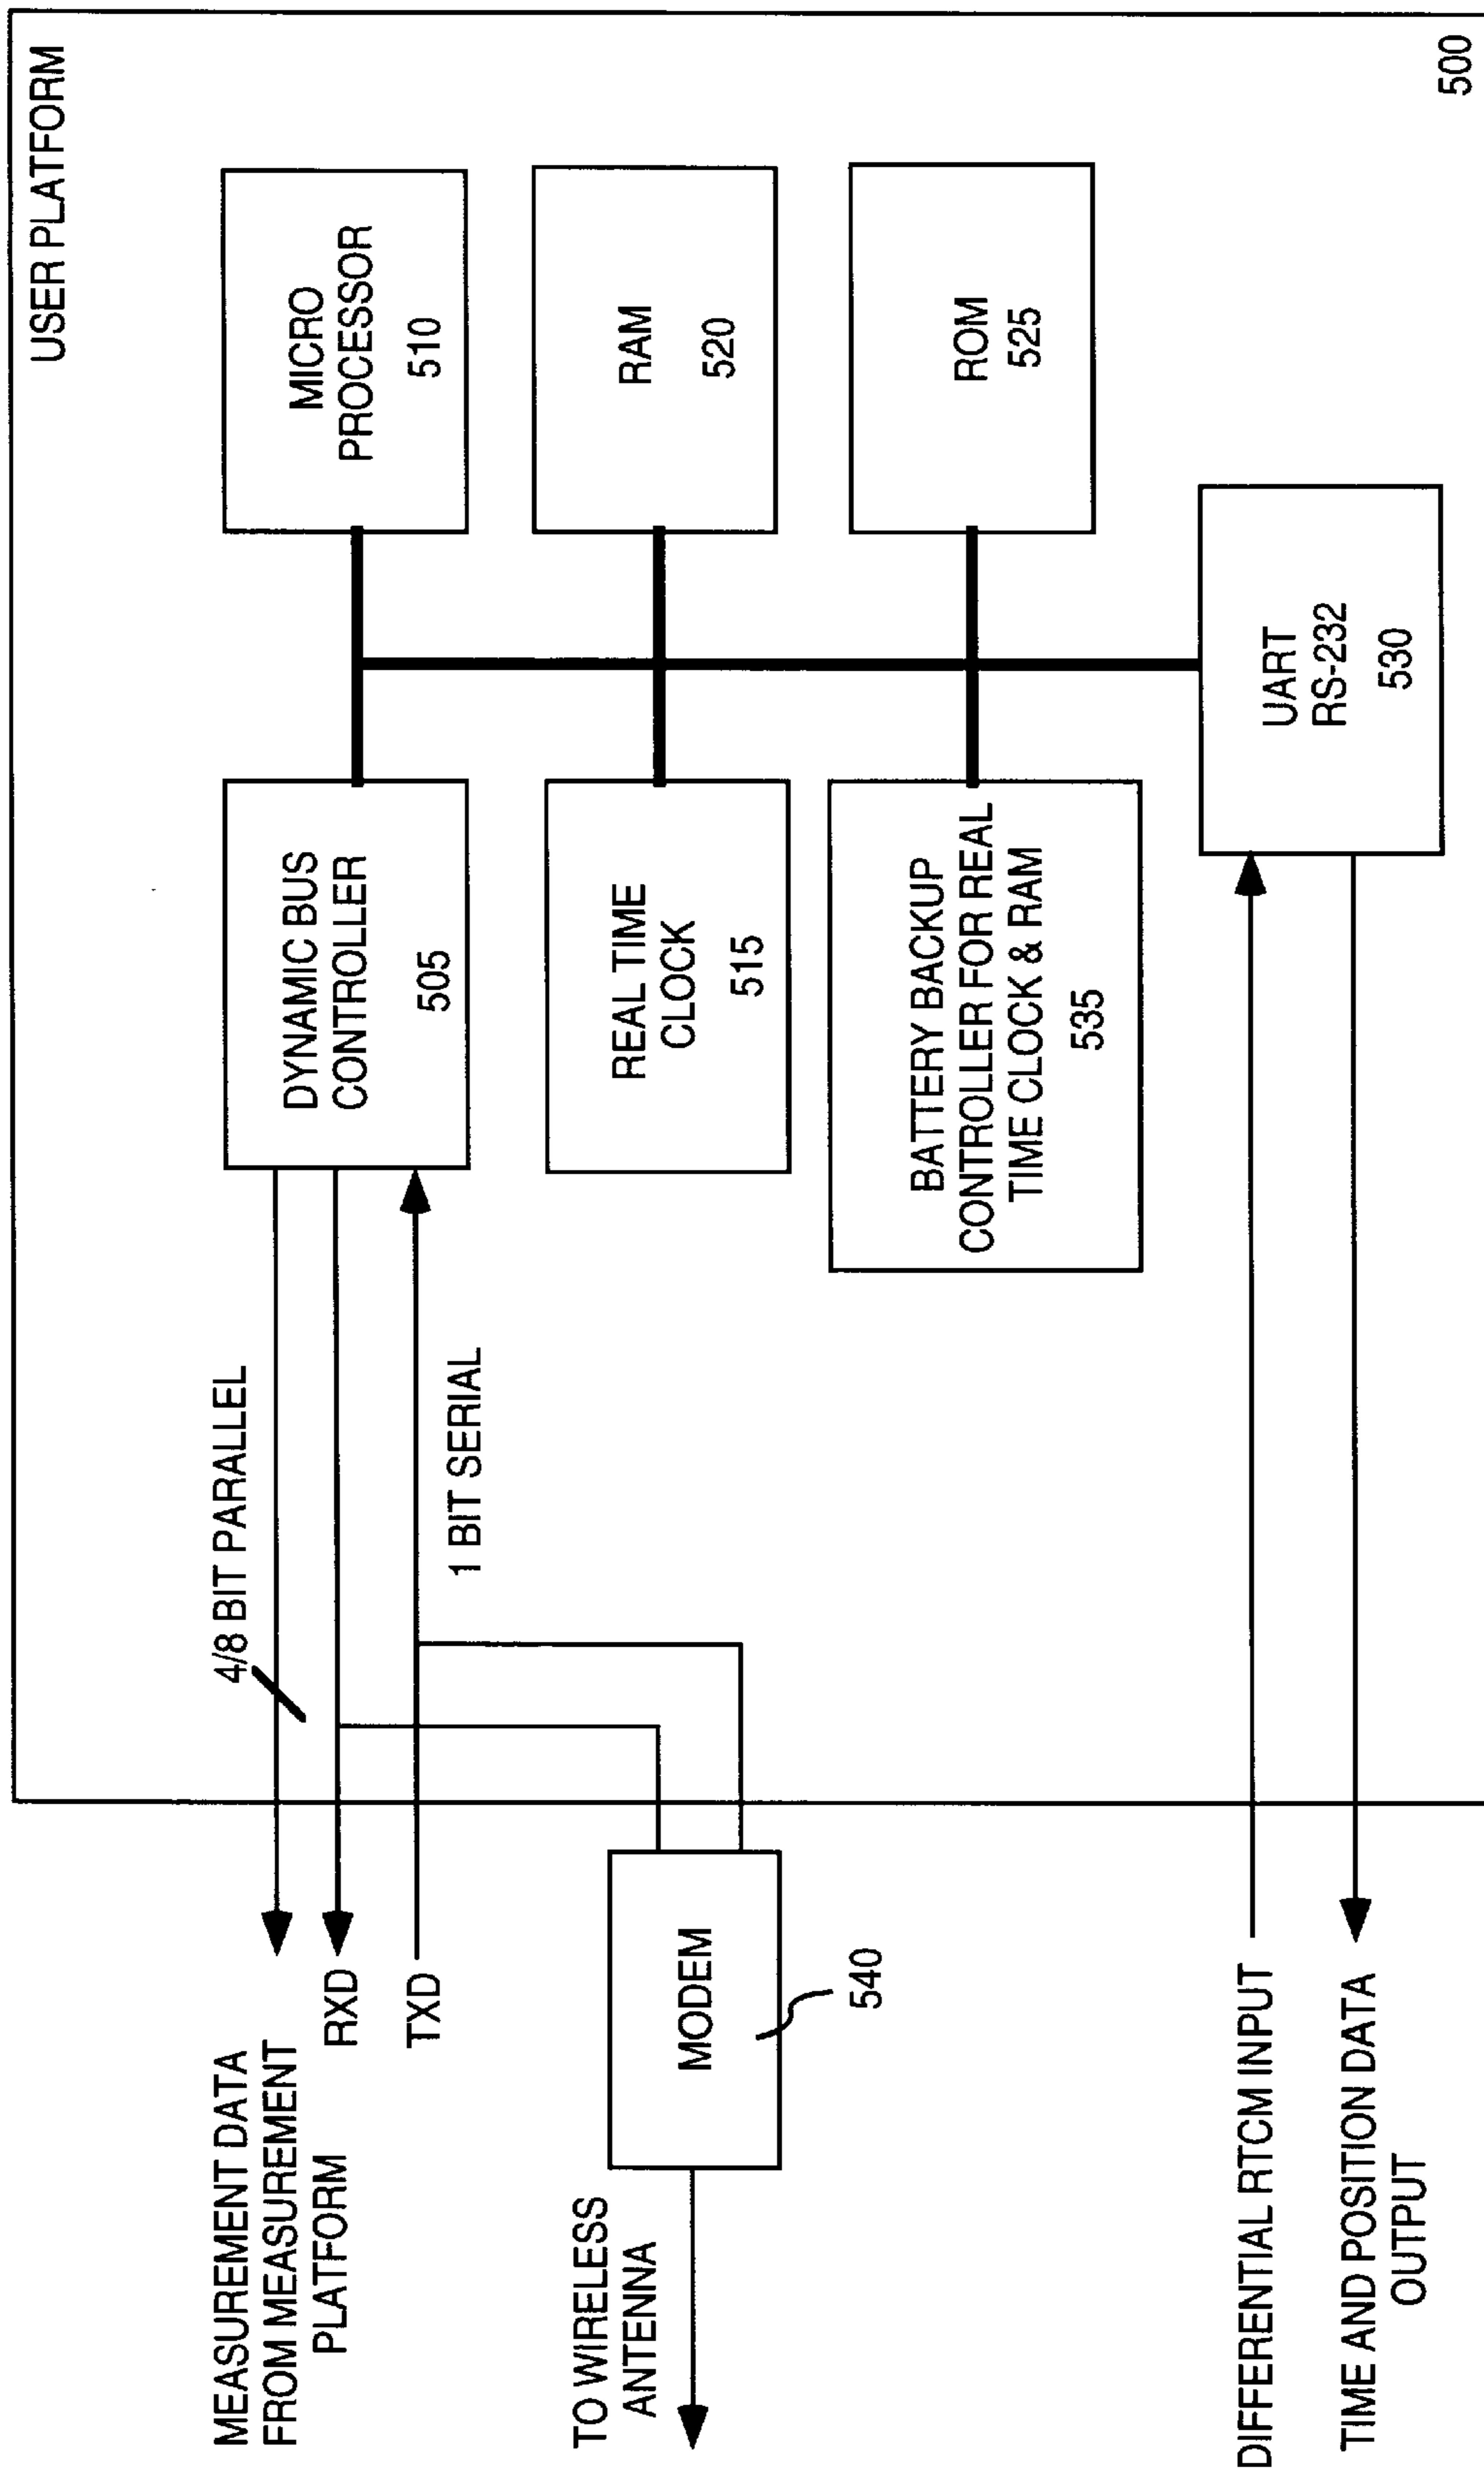 USER PLATFORM
MEASUREMENT DATA
FROM MEASUREMENT
PLATFORM
RXD
TXD
4/8 BIT PARALLEL
1 BIT SERIAL
DYNAMIC BUS
CONTROLLER
505
MICRO
PROCESSOR
510
TO WIRELESS
ANTENNA
MODEM
540
REAL TIME
CLOCK
515
RAM
520
BATTERY BACKUP
CONTROLLER FOR REAL
TIME CLOCK & RAM
535
ROM
525
DIFFERENTIAL RTCM INPUT
TIME AND POSITION DATA
OUTPUT
UART
RS-232
530
500